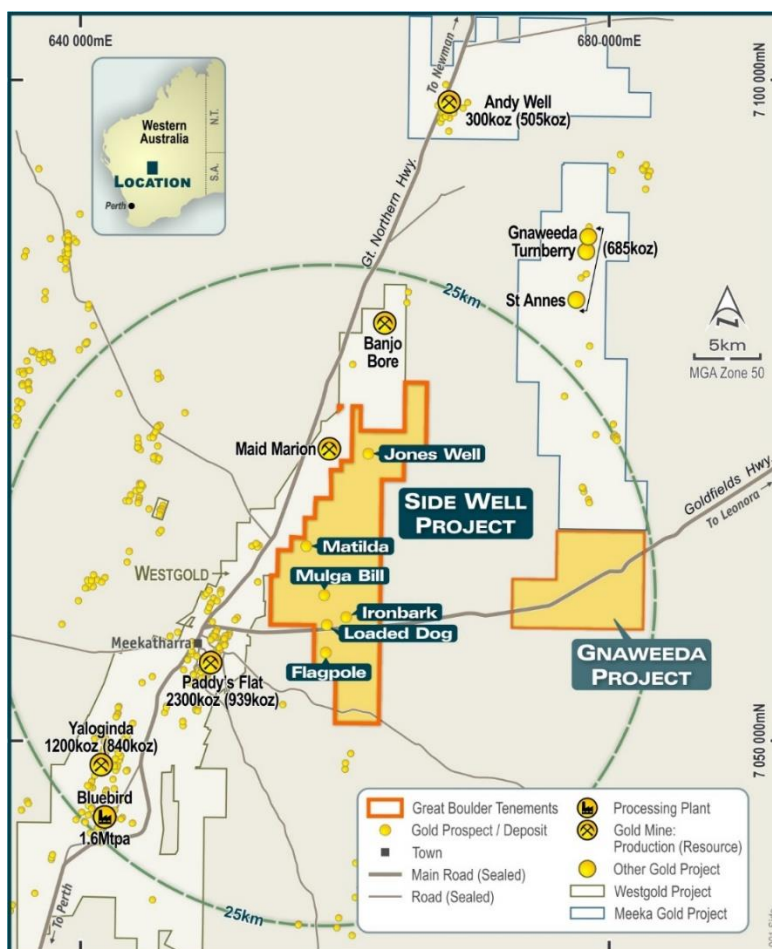 640 000mE
680 000mE
To Newman
7 100 000mN
Western
Australia
N.T.
S.A.
LOCATION
Perth
Andy Well
300koz (505koz)
Gt. Northern Hwy.
Gnaweeda
Turnberry
(685koz)
St Annes
25km
5km
MGA Zone 50
Banjo
Bore
Maid Marion
Jones Well
SIDE WELL
PROJECT
Goldfields Hwy.
To Leonora
Matilda
WESTGOLD
Mulga Bill
Ironbark
Loaded Dog
Meekatharra
Flagpole
GNAWEEDA
PROJECT
Paddy's Flat
2300koz (939koz)
Yaloginda
1200koz (840koz)
7 050 000mN
Bluebird
1.6Mtpa
25km
To Perth
Great Boulder Tenements
Gold Prospect / Deposit
Town
Main Road (Sealed)
Road (Sealed)
Processing Plant
Gold Mine:
Production (Resource)
Other Gold Project
Westgold Project
Meeka Gold Project